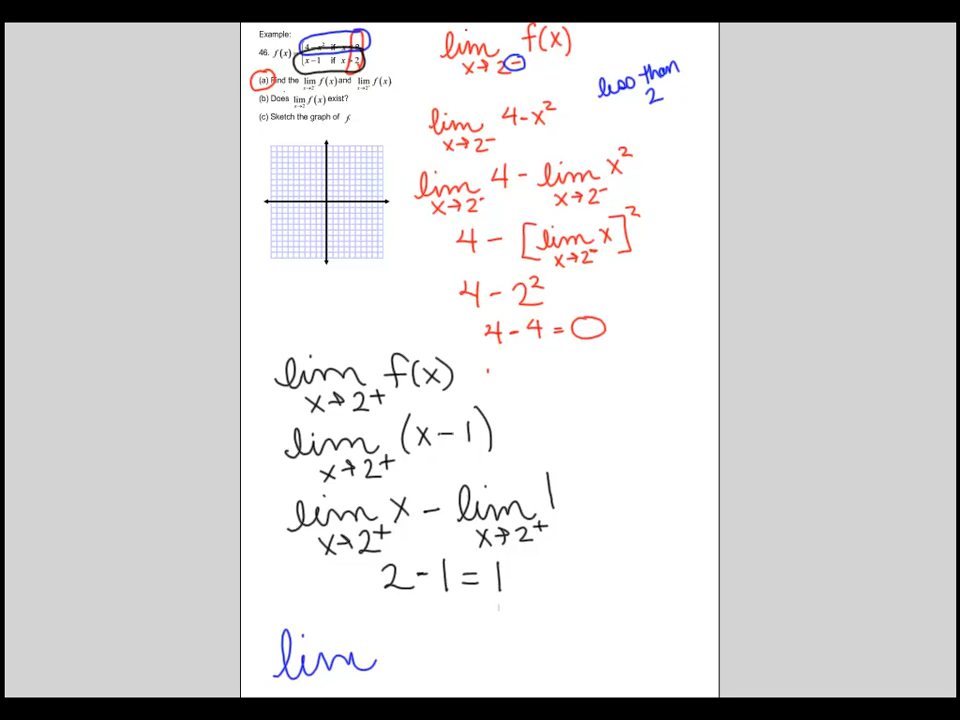 Example:
46. f(x) = { 4 − x² if x ≤ 2
x − 1 if x > 2
(a) Find the lim x→2⁻ f(x) and lim x→2⁺ f(x)
(b) Does lim x→2 f(x) exist?
(c) Sketch the graph of f.
lim x→2⁻ f(x)
less than
2
lim x→2⁻ 4-x²
lim x→2⁻ 4 - lim x→2⁻ x²
4 - [lim x→2⁻ x]²
4 - 2²
4 - 4 = 0
lim x→2+ f(x)
lim x→2+ (x-1)
lim x→2+ x - lim x→2+ 1
2 - 1 = 1
lim